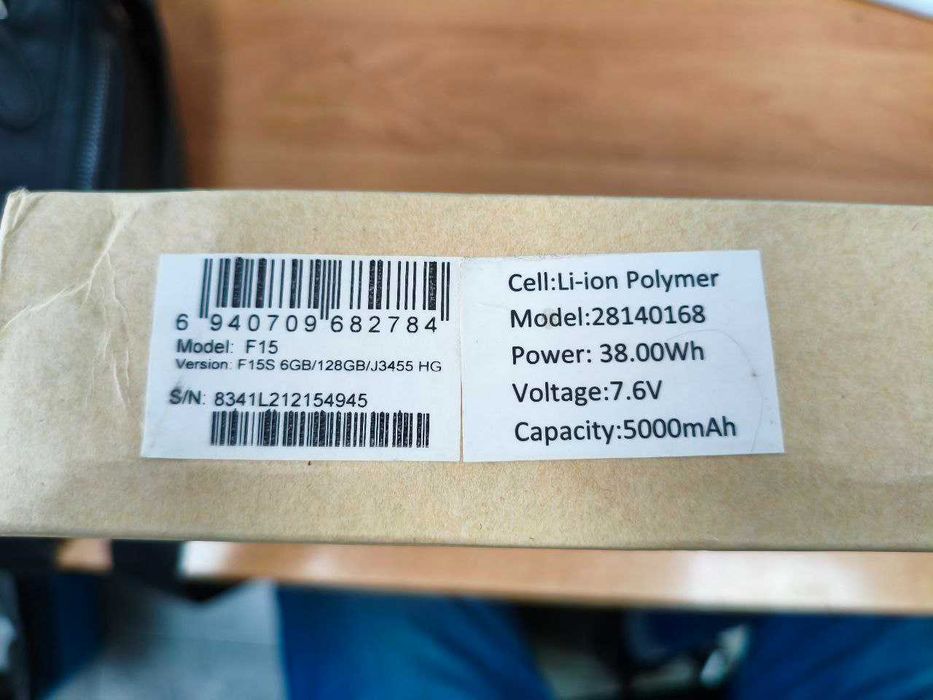 6 940709 682784
Model: F15
Version: F15S 6GB/128GB/J3455 HG
S/N: 8341L212154945
Cell:Li-ion Polymer
Model:28140168
Power: 38.00Wh
Voltage:7.6V
Capacity:5000mAh